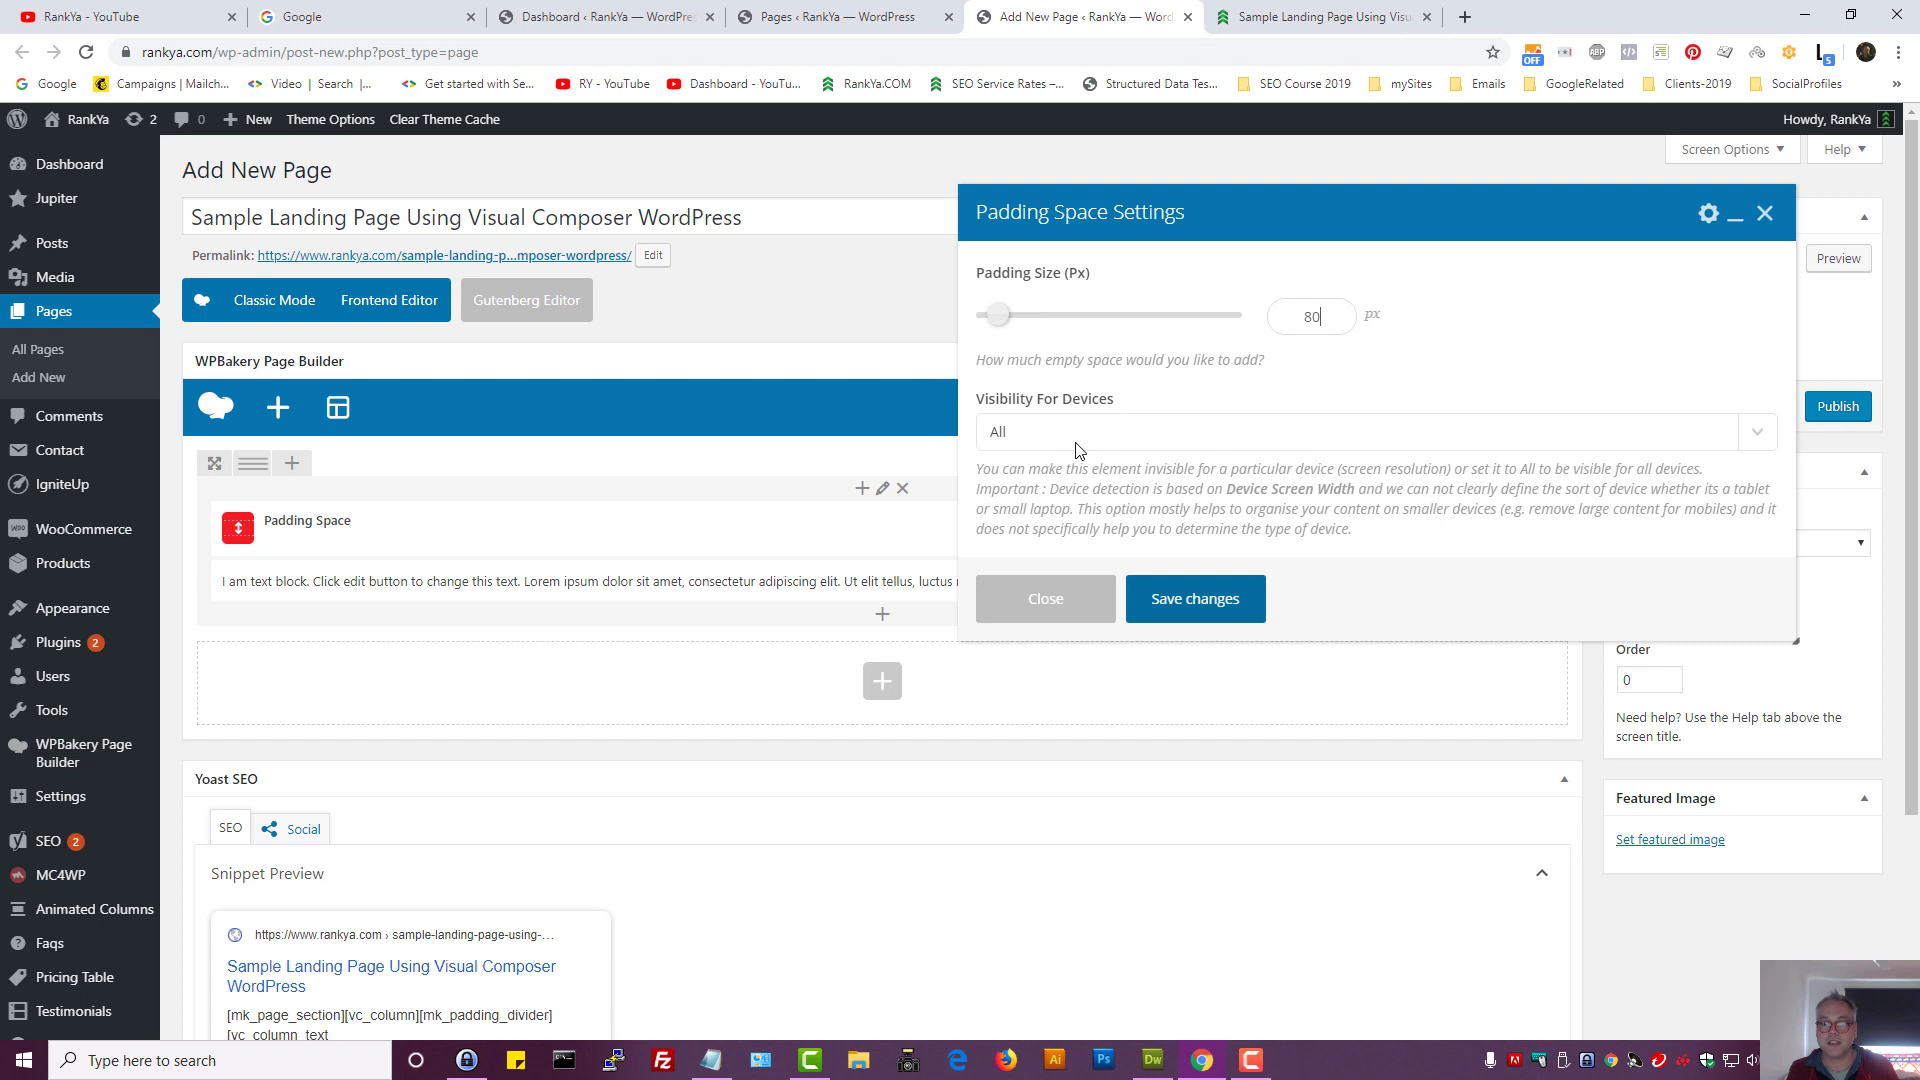 RankYa - YouTube
Google
Dashboard ‹ RankYa — WordPres
Pages ‹ RankYa — WordPress
Add New Page ‹ RankYa — Word
Sample Landing Page Using Visu
rankya.com/wp-admin/post-new.php?post_type=page
OFF
ABP
5
Google
Campaigns | Mailch...
Video | Search |...
Get started with Se...
RY - YouTube
Dashboard - YouTu...
RankYa.COM
SEO Service Rates –...
Structured Data Tes...
SEO Course 2019
mySites
Emails
GoogleRelated
Clients-2019
SocialProfiles
»
RankYa
2
0
New
Theme Options
Clear Theme Cache
Howdy, RankYa
Dashboard
Jupiter
Posts
Media
Pages
All Pages
Add New
Comments
Contact
IgniteUp
WooCommerce
Products
Appearance
Plugins 2
Users
Tools
WPBakery Page
Builder
Settings
SEO 2
MC4WP
Animated Columns
Faqs
Pricing Table
Testimonials
Screen Options
Help
Add New Page
Sample Landing Page Using Visual Composer WordPress
Permalink: https://www.rankya.com/sample-landing-p...mposer-wordpress/ Edit
Classic Mode
Frontend Editor
Gutenberg Editor
WPBakery Page Builder
Padding Space
I am text block. Click edit button to change this text. Lorem ipsum dolor sit amet, consectetur adipiscing elit. Ut elit tellus, luctus
Padding Space Settings
Padding Size (Px)
80 px
How much empty space would you like to add?
Visibility For Devices
All
You can make this element invisible for a particular device (screen resolution) or set it to All to be visible for all devices.
Important : Device detection is based on Device Screen Width and we can not clearly define the sort of device whether its a tablet
or small laptop. This option mostly helps to organise your content on smaller devices (e.g. remove large content for mobiles) and it
does not specifically help you to determine the type of device.
Close
Save changes
Preview
Publish
Order
0
Need help? Use the Help tab above the
screen title.
Featured Image
Set featured image
Yoast SEO
SEO
Social
Snippet Preview
https://www.rankya.com › sample-landing-page-using-...
Sample Landing Page Using Visual Composer
WordPress
[mk_page_section][vc_column][mk_padding_divider]
[vc_column_text
Type here to search
Fz
Ai
Ps
Dw